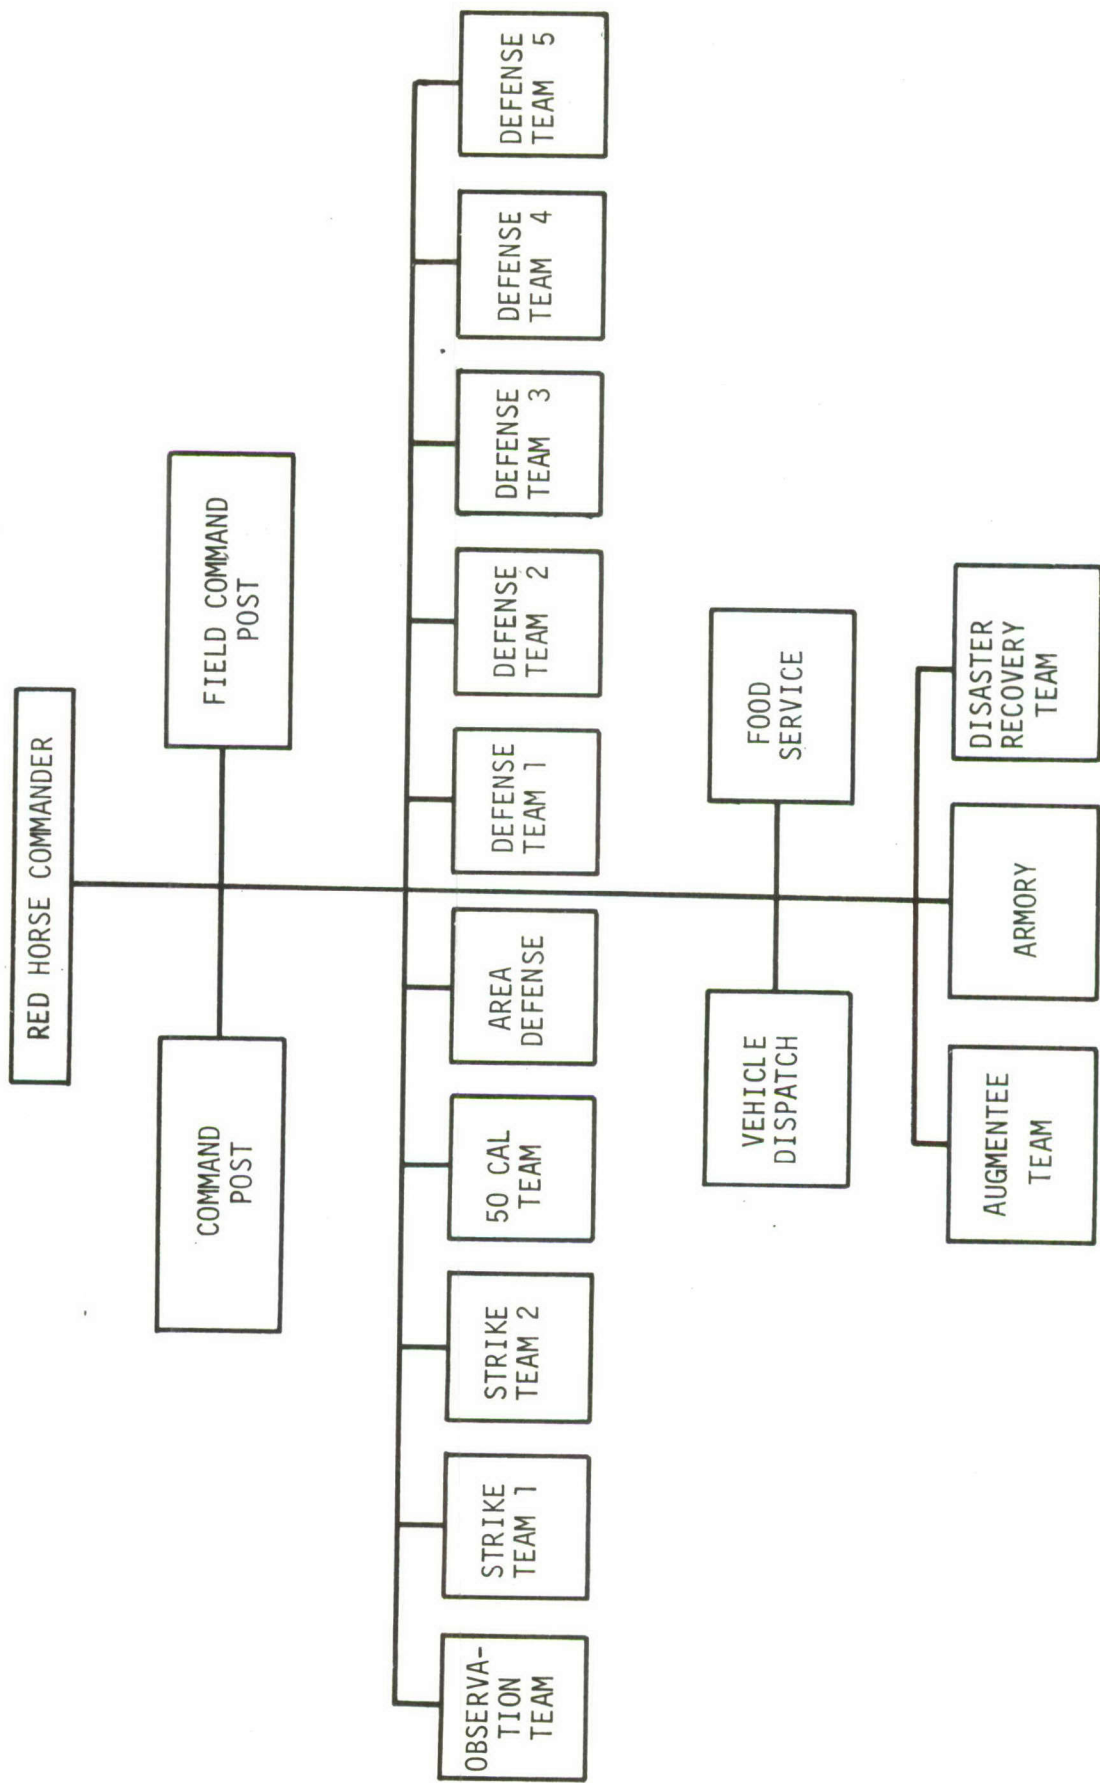 RED HORSE COMMANDER
COMMAND
POST
FIELD COMMAND
POST
OBSERVA-
TION
TEAM
STRIKE
TEAM 1
STRIKE
TEAM 2
50 CAL
TEAM
AREA
DEFENSE
DEFENSE
TEAM 1
DEFENSE
TEAM 2
DEFENSE
TEAM 3
DEFENSE
TEAM 4
DEFENSE
TEAM 5
VEHICLE
DISPATCH
FOOD
SERVICE
AUGMENTEE
TEAM
ARMORY
DISASTER
RECOVERY
TEAM